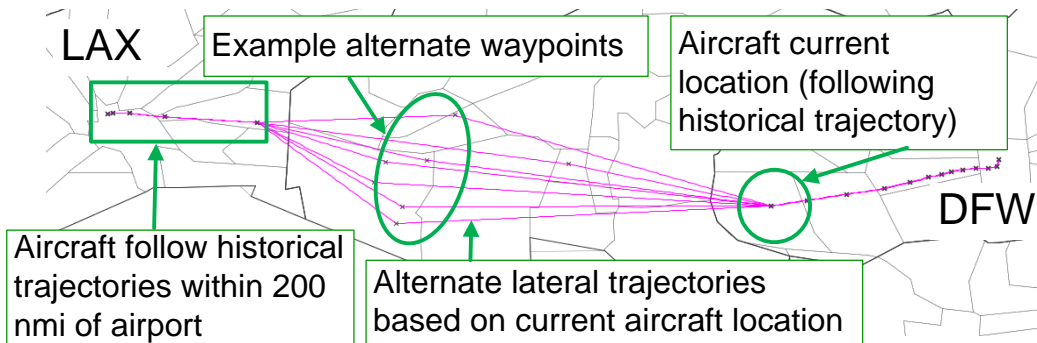 LAX
Example alternate waypoints
Aircraft current
location (following
historical trajectory)
DFW
Aircraft follow historical
trajectories within 200
nmi of airport
Alternate lateral trajectories
based on current aircraft location